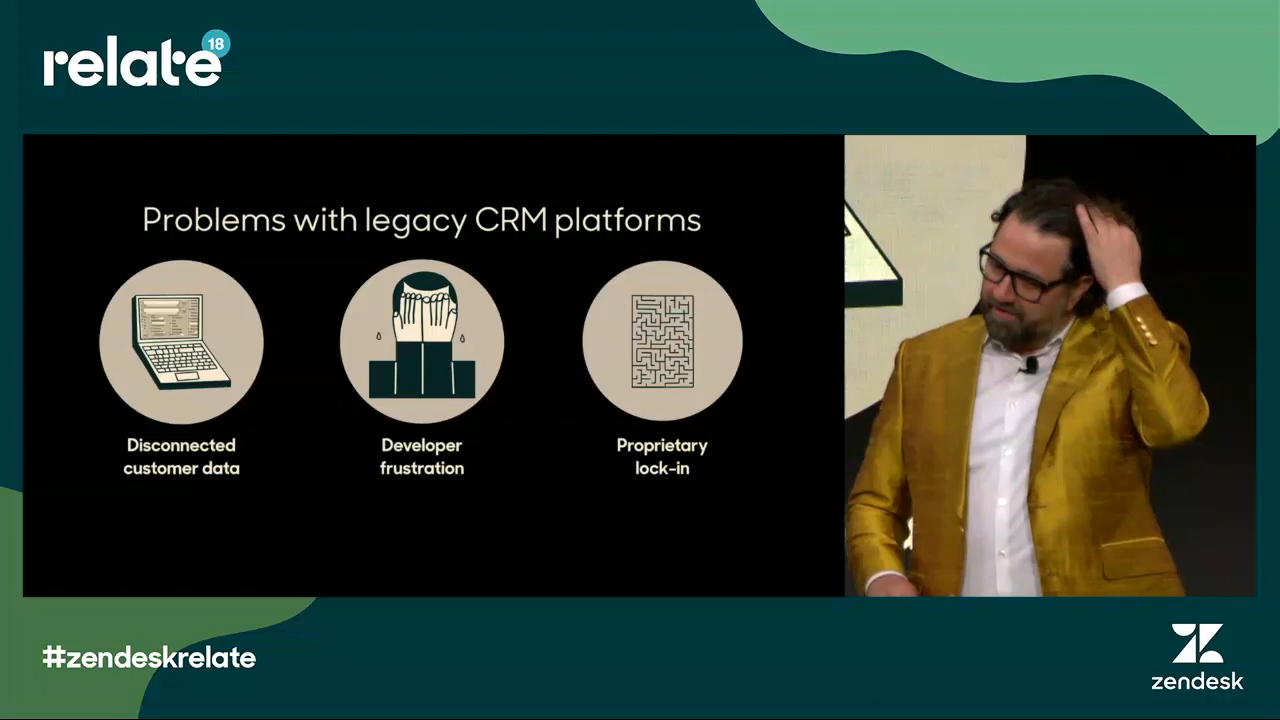 relate
18
Problems with legacy CRM platforms
Disconnected
customer data
Developer
frustration
Proprietary
lock-in
#zendeskrelate
zendesk